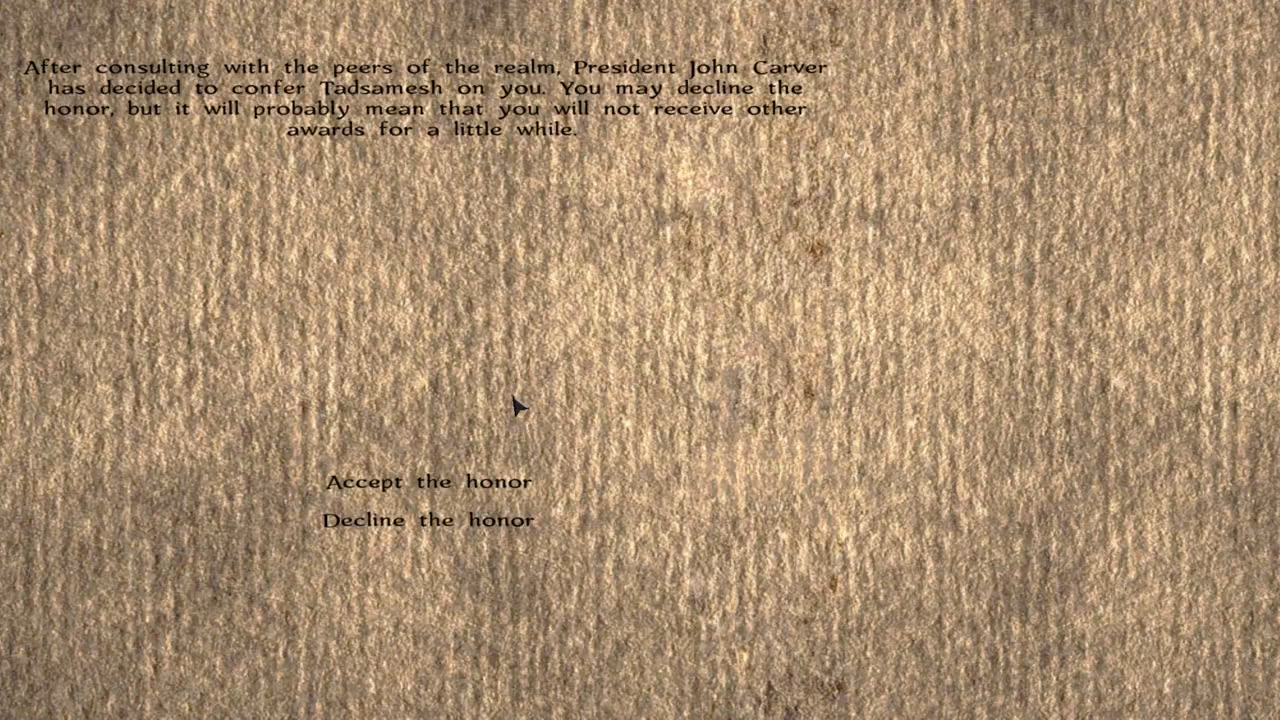 After consulting with the peers of the realm, President John Carver
has decided to confer Tadsamesh on you. You may decline the
honor, but it will probably mean that you will not receive other
awards for a little while.
Accept the honor
Decline the honor